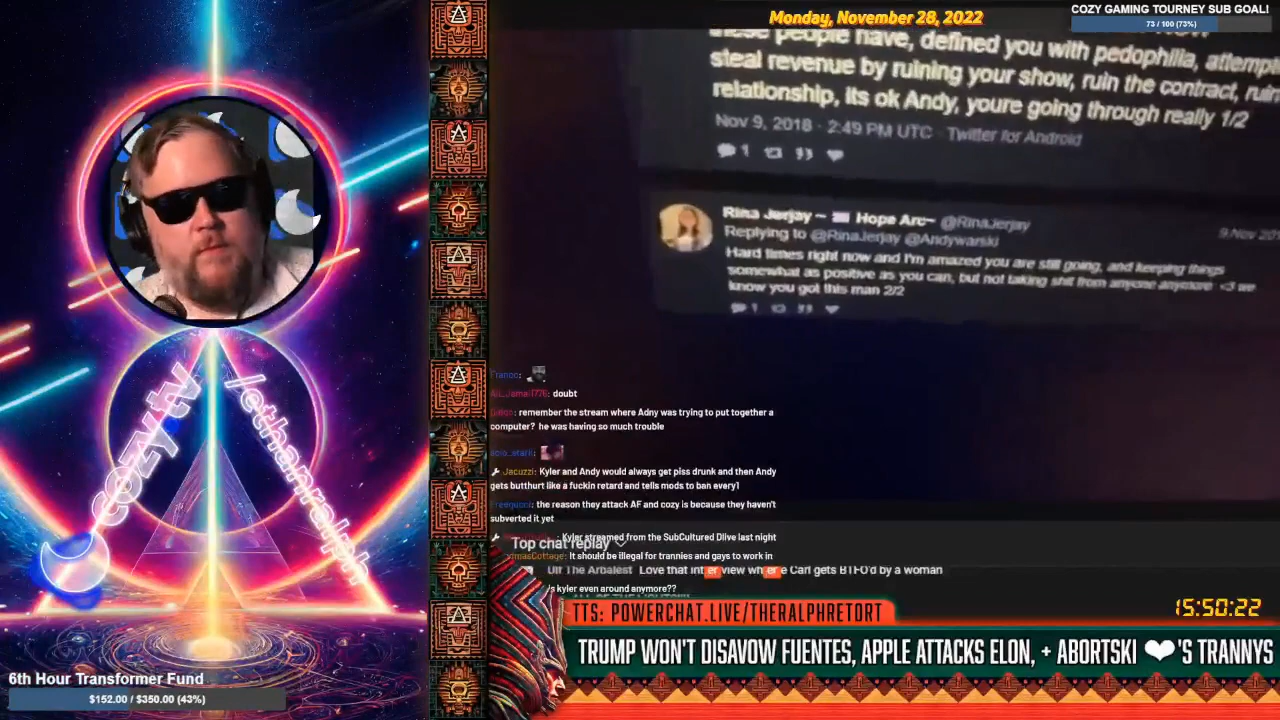 Monday, November 28, 2022
COZY GAMING TOURNEY SUB GOAL!
73 / 100 (73%)
these people have, defined you with pedophilia, attempt
steal revenue by ruining your show, ruin the contract, ruin
relationship, its ok Andy, youre going through really 1/2
Nov 9, 2018 · 2:49 PM UTC · Twitter for Android
1
Rina Jerjay ~ Hope Arc~ @RinaJerjay
9 Nov 201
Replying to @RinaJerjay @Andywarski
Hard times right now and I'm amazed you are still going, and keeping things
somewhat as positive as you can, but not taking shit from anyone anymore <3 we
know you got this man 2/2
1
doubt
remember the stream where Adny was trying to put together a
computer? he was having so much trouble
Jacuzzi: Kyler and Andy would always get piss drunk and then Andy
gets butthurt like a fuckin retard and tells mods to ban every1
the reason they attack AF and cozy is because they haven't
subverted it yet
Kyler streamed from the SubCultured Dlive last night
Top chat replay
It should be illegal for trannies and gays to work in
Ulf The Arbalest Love that interview where Carl gets BTFO'd by a woman
s kyler even around anymore??
cozy.tv
/ethanralph
TTS: POWERCHAT.LIVE/THERALPHRETORT
15:50:22
TRUMP WON'T DISAVOW FUENTES, APPLE ATTACKS ELON, + ABORTSKI ❤'S TRANNYS
6th Hour Transformer Fund
$152.00 / $350.00 (43%)